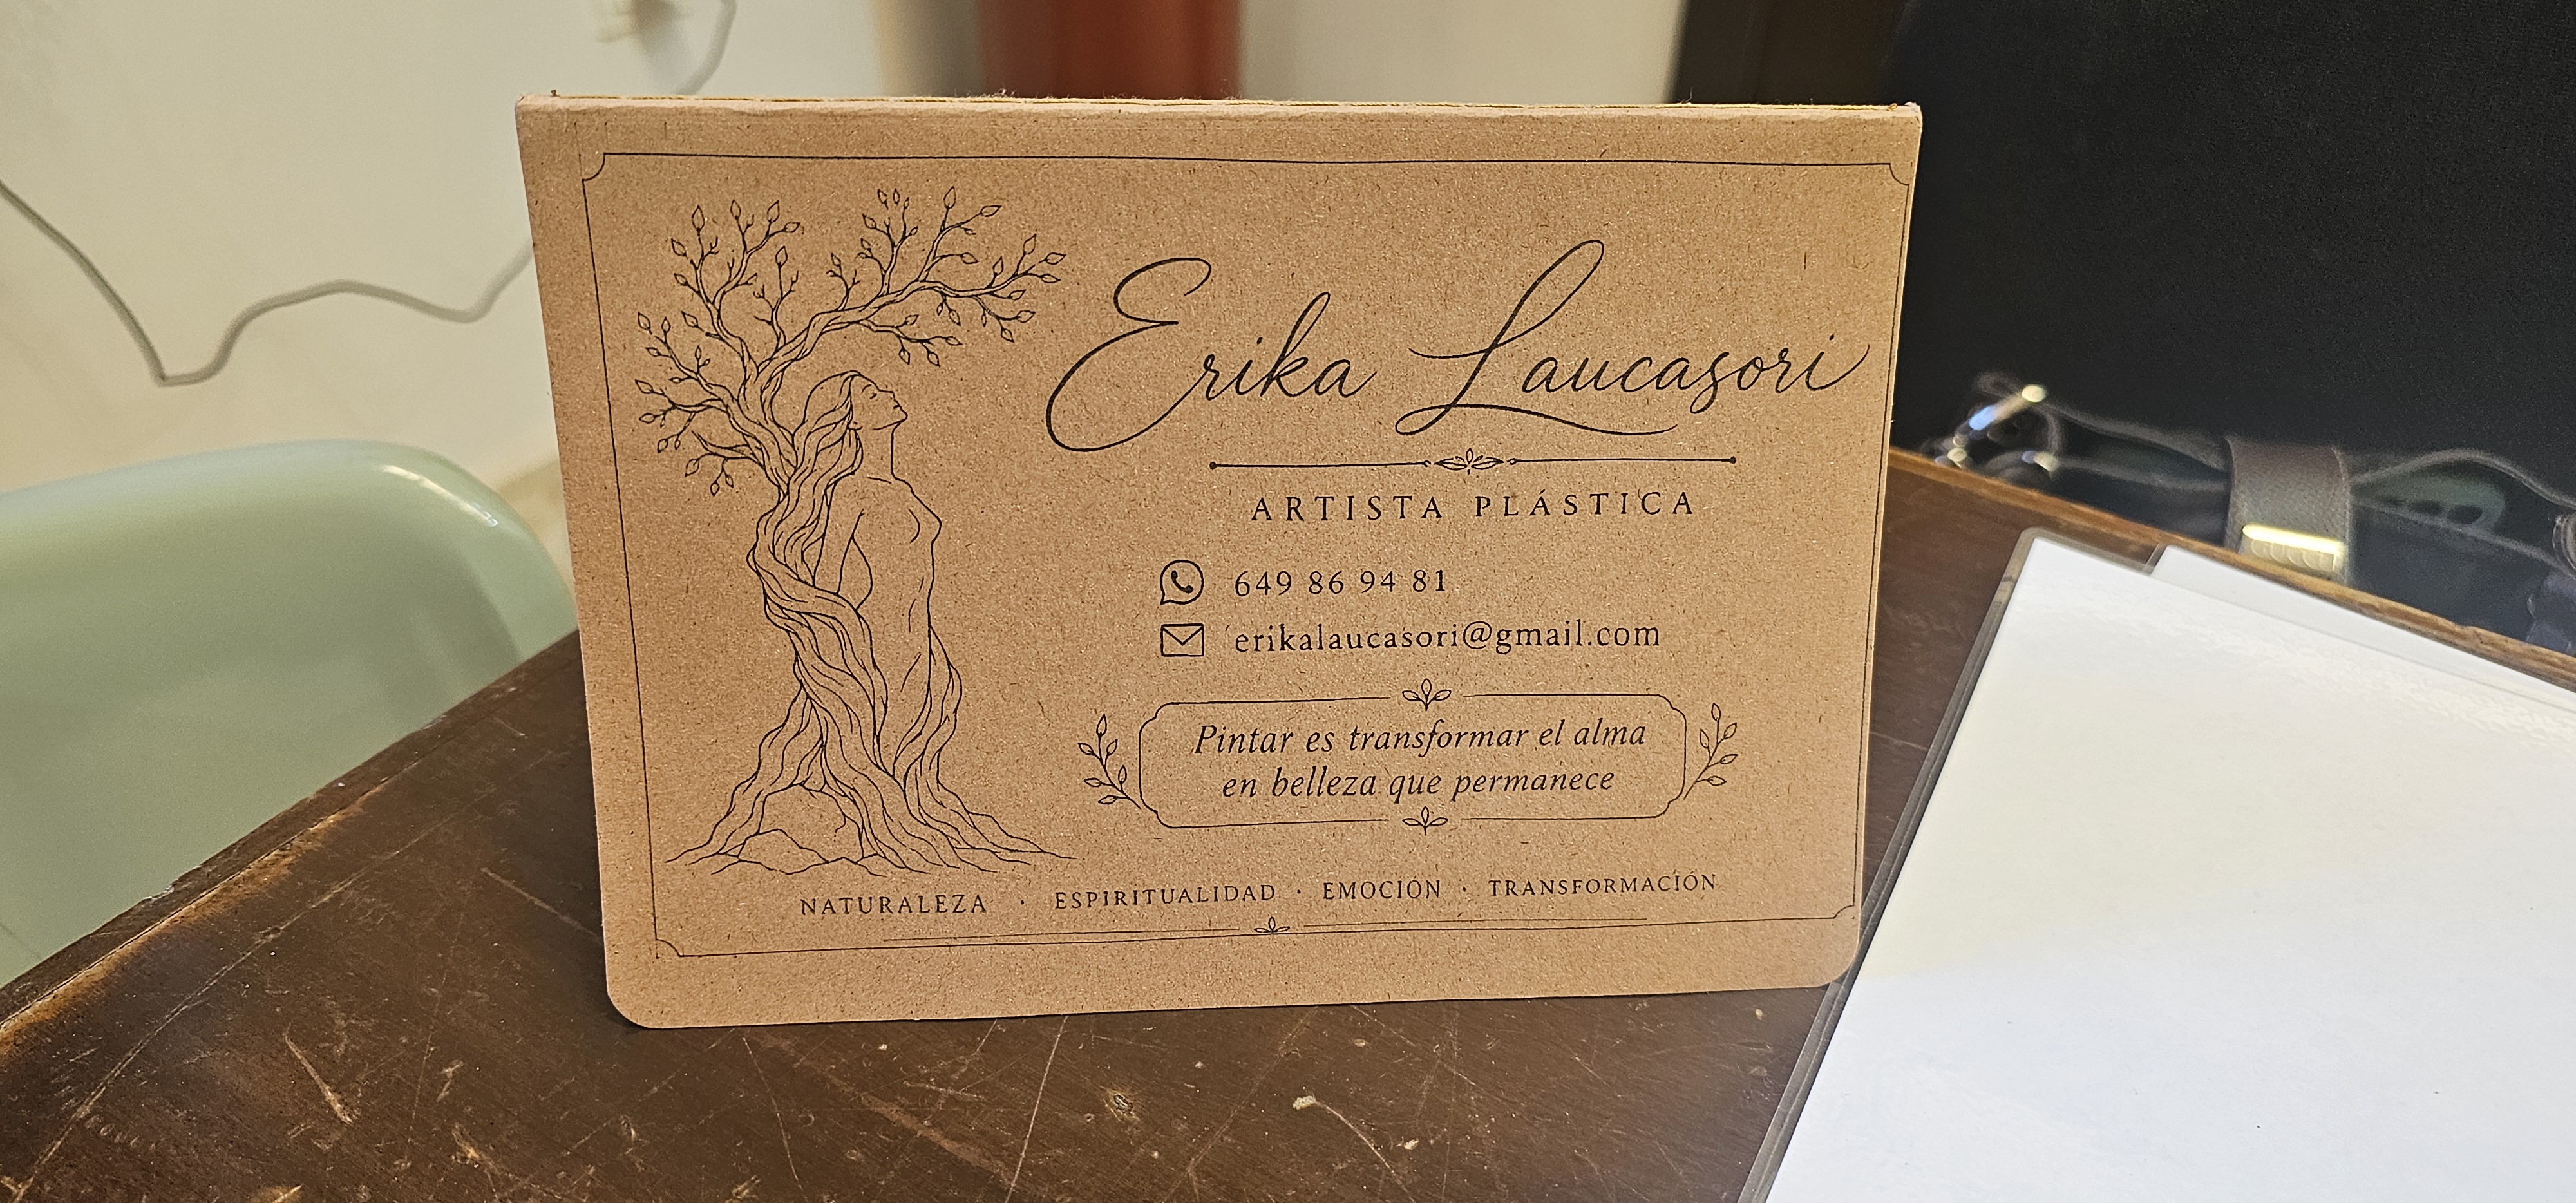 Erika Laucasori
ARTISTA PLÁSTICA
649 86 94 81
erikalaucasori@gmail.com
Pintar es transformar el alma
en belleza que permanece
NATURALEZA · ESPIRITUALIDAD · EMOCIÓN · TRANSFORMACIÓN